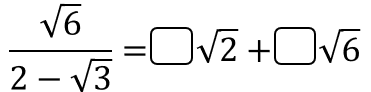 √6 / (2 − √3) = □√2 + □√6